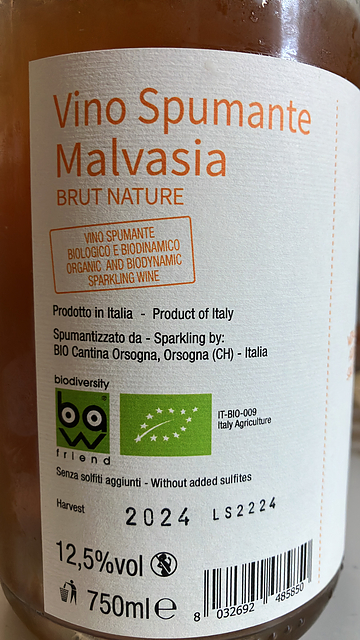 Vino Spumante
Malvasia
BRUT NATURE
VINO SPUMANTE
BIOLOGICO E BIODINAMICO
ORGANIC AND BIODYNAMIC
SPARKLING WINE
Prodotto in Italia - Product of Italy
Spumantizzato da - Sparkling by:
BIO Cantina Orsogna, Orsogna (CH) - Italia
biodiversity
baw
friend
IT-BIO-009
Italy Agriculture
Senza solfiti aggiunti - Without added sulfites
Harvest 2024 LS2224
12,5%vol
750ml e
8 032692 485850